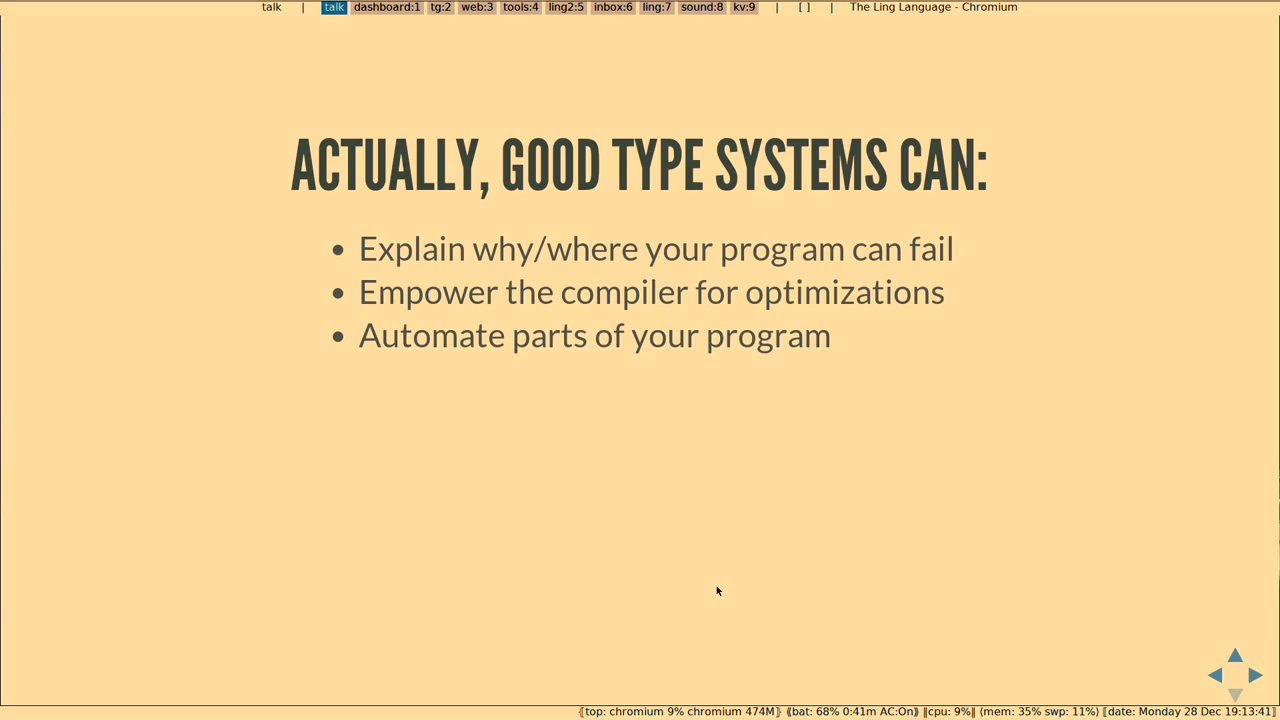 talk | talk dashboard:1 tg:2 web:3 tools:4 ling2:5 inbox:6 ling:7 sound:8 kv:9 | [ ] | The Ling Language - Chromium
ACTUALLY, GOOD TYPE SYSTEMS CAN:
• Explain why/where your program can fail
• Empower the compiler for optimizations
• Automate parts of your program
⦃top: chromium 9% chromium 474M⦄ ⟪bat: 68% 0:41m AC:On⟫ ‖cpu: 9%‖ ⟨mem: 35% swp: 11%⟩ ⟦date: Monday 28 Dec 19:13:41⟧